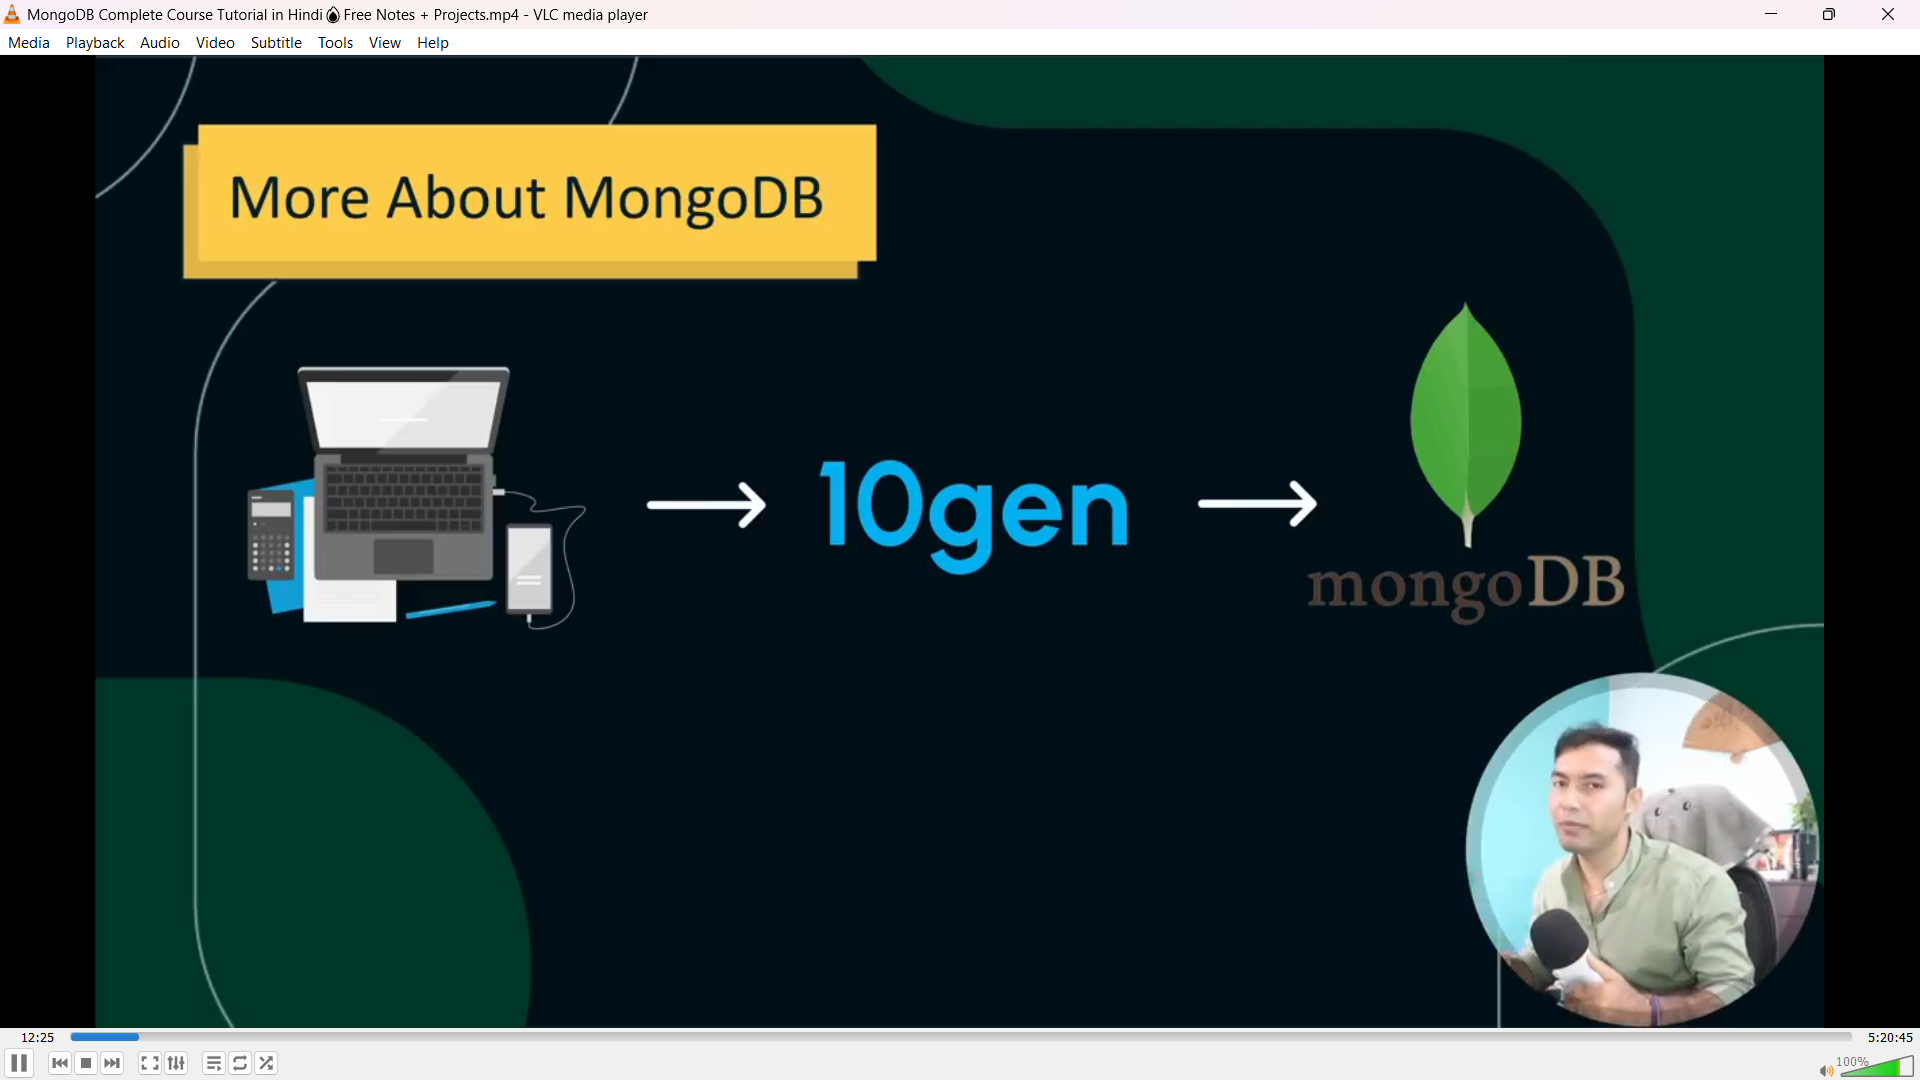 MongoDB Complete Course Tutorial in Hindi Free Notes + Projects.mp4 - VLC media player
Media Playback Audio Video Subtitle Tools View Help
More About MongoDB
10gen
mongoDB
12:25
5:20:45
100%